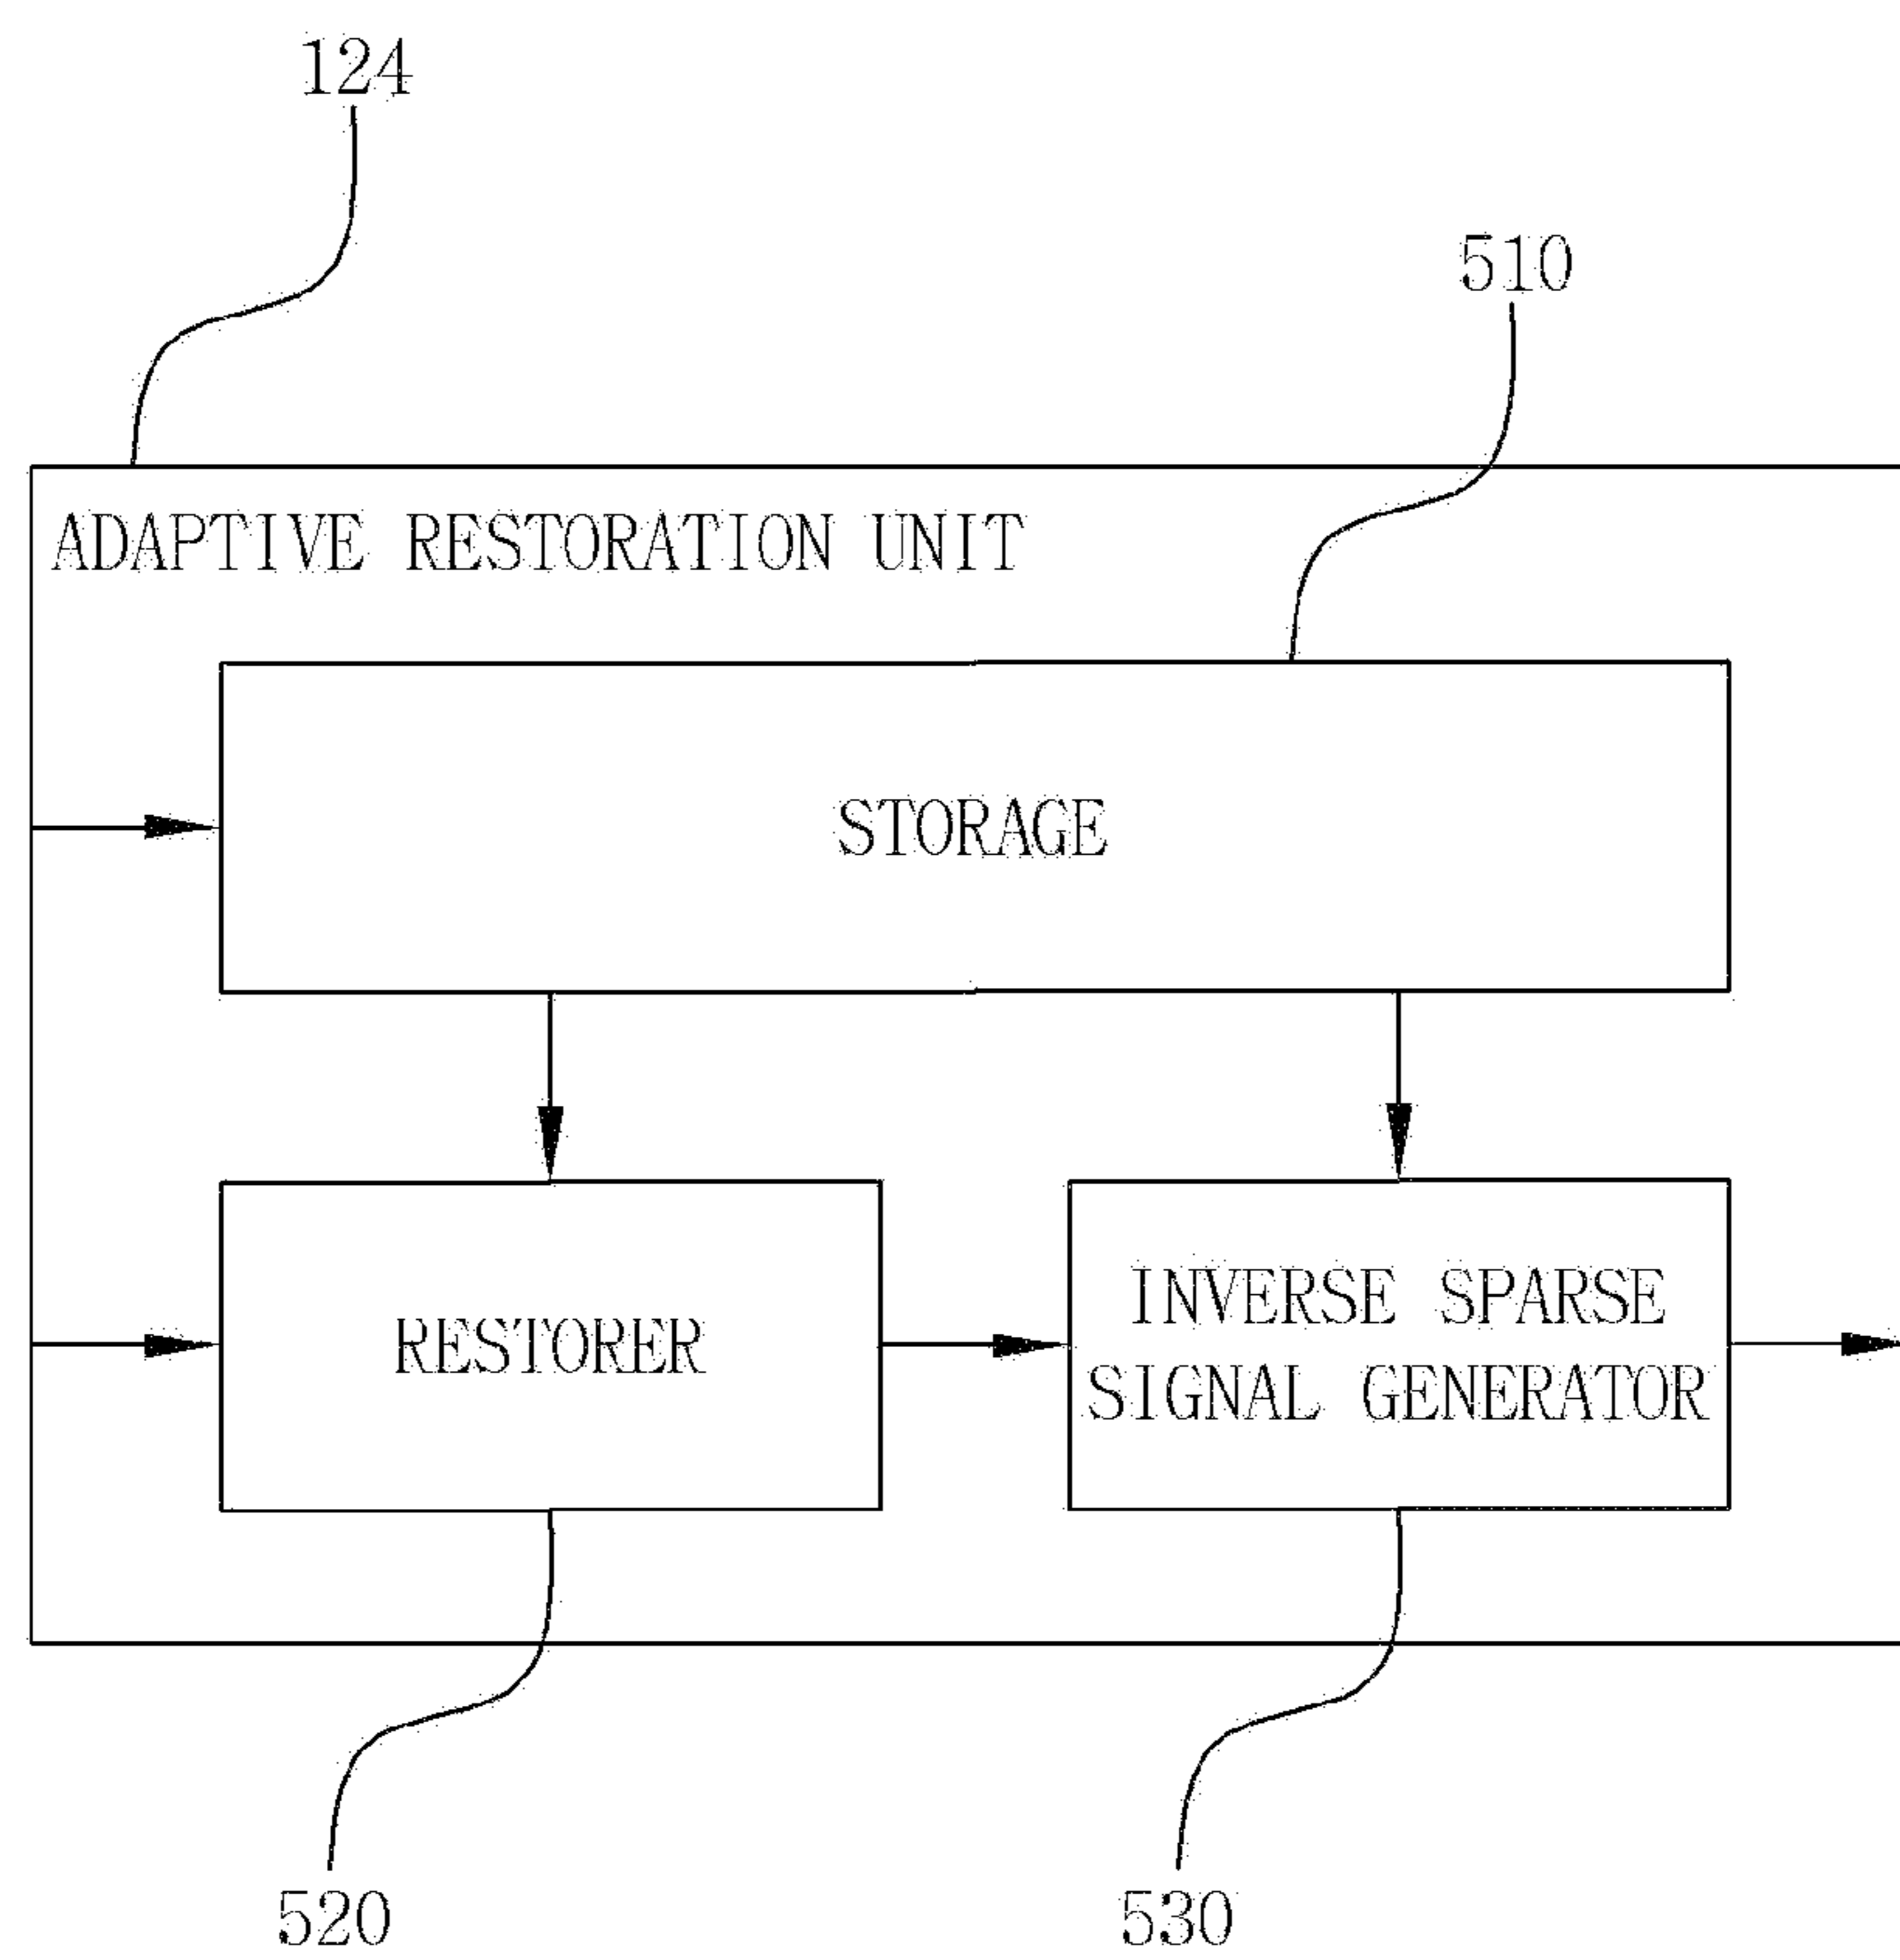 124
510
ADAPTIVE RESTORATION UNIT
STORAGE
RESTORER
INVERSE SPARSE
SIGNAL GENERATOR
520
530